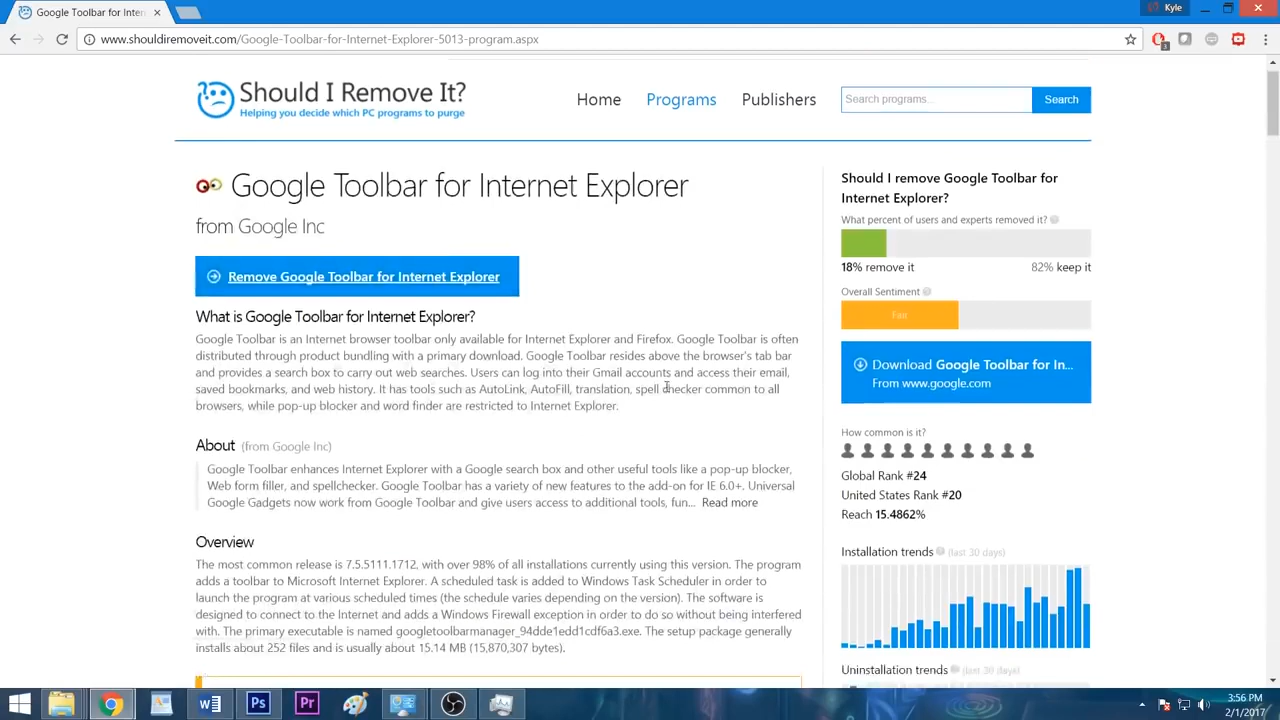 Google Toolbar for Inter
Kyle
www.shouldiremoveit.com/Google-Toolbar-for-Internet-Explorer-5013-program.aspx
3
Should I Remove It?
Helping you decide which PC programs to purge
Home
Programs
Publishers
Search programs...
Search
Google Toolbar for Internet Explorer
from Google Inc
Remove Google Toolbar for Internet Explorer
What is Google Toolbar for Internet Explorer?
Google Toolbar is an Internet browser toolbar only available for Internet Explorer and Firefox. Google Toolbar is often
distributed through product bundling with a primary download. Google Toolbar resides above the browser's tab bar
and provides a search box to carry out web searches. Users can log into their Gmail accounts and access their email,
saved bookmarks, and web history. It has tools such as AutoLink, AutoFill, translation, spell checker common to all
browsers, while pop-up blocker and word finder are restricted to Internet Explorer.
About (from Google Inc)
Google Toolbar enhances Internet Explorer with a Google search box and other useful tools like a pop-up blocker,
Web form filler, and spellchecker. Google Toolbar has a variety of new features to the add-on for IE 6.0+. Universal
Google Gadgets now work from Google Toolbar and give users access to additional tools, fun... Read more
Overview
The most common release is 7.5.5111.1712, with over 98% of all installations currently using this version. The program
adds a toolbar to Microsoft Internet Explorer. A scheduled task is added to Windows Task Scheduler in order to
launch the program at various scheduled times (the schedule varies depending on the version). The software is
designed to connect to the Internet and adds a Windows Firewall exception in order to do so without being interfered
with. The primary executable is named googletoolbarmanager_94dde1edd1cdf6a3.exe. The setup package generally
installs about 252 files and is usually about 15.14 MB (15,870,307 bytes).
Should I remove Google Toolbar for
Internet Explorer?
What percent of users and experts removed it?
18% remove it
82% keep it
Overall Sentiment
Fair
Download Google Toolbar for In...
From www.google.com
How common is it?
Global Rank #24
United States Rank #20
Reach 15.4862%
Installation trends (last 30 days)
Uninstallation trends (last 30 days)
Ps
Pr
3:56 PM
2/1/2017